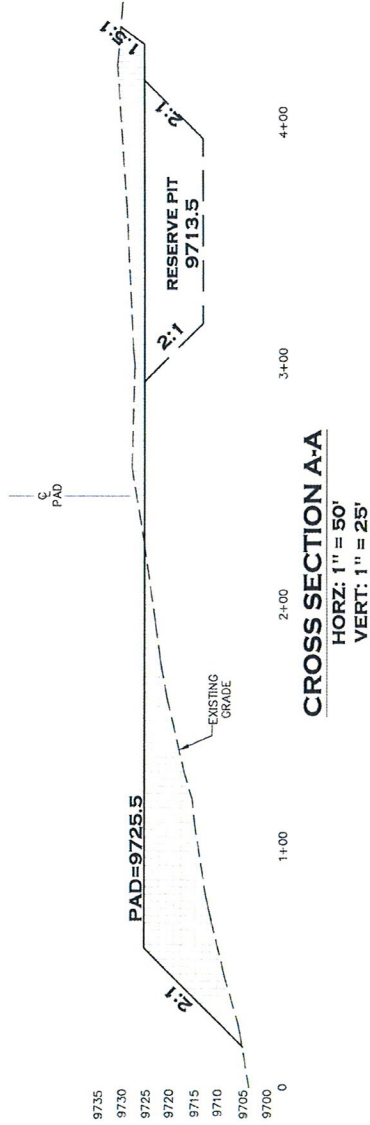 1.5:1
2:1
RESERVE PIT
9713.5
2:1
℄
PAD
EXISTING
GRADE
PAD=9725.5
2:1
9735
9730
9725
9720
9715
9710
9705
9700
0
1+00
2+00
3+00
4+00
CROSS SECTION A-A
HORZ: 1" = 50'
VERT: 1" = 25'